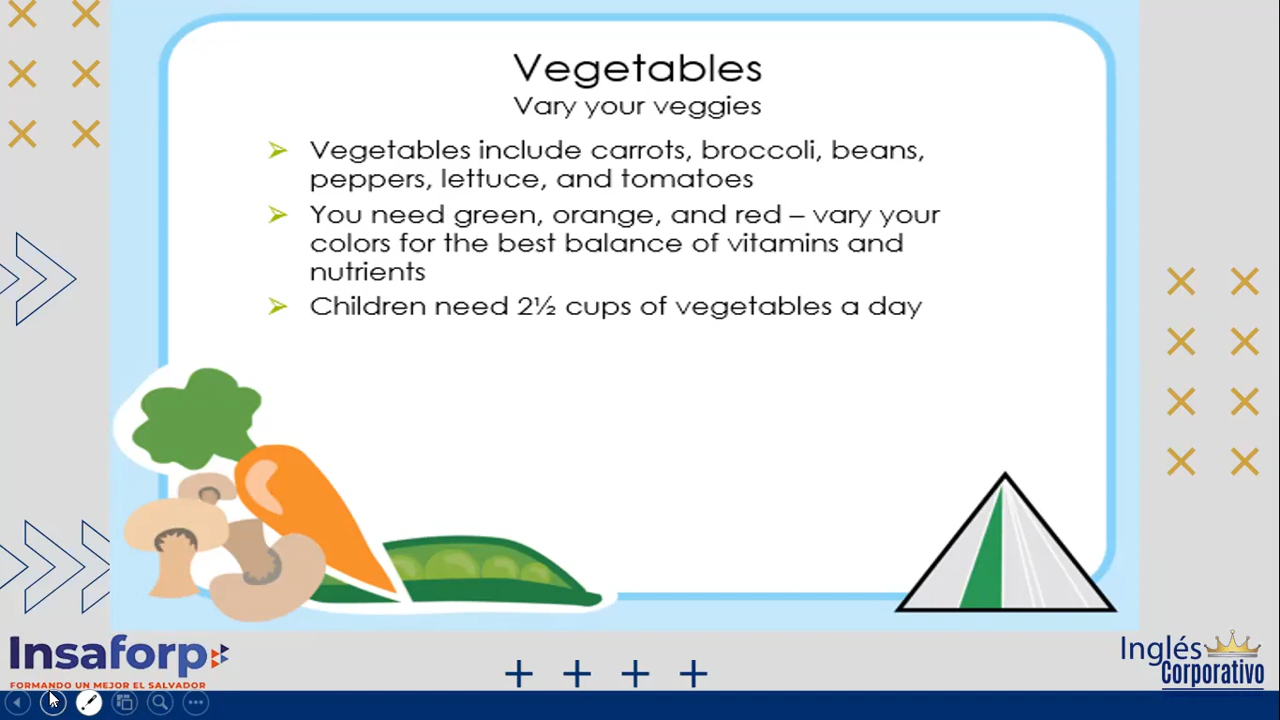 Vegetables
Vary your veggies
Vegetables include carrots, broccoli, beans,
peppers, lettuce, and tomatoes
You need green, orange, and red – vary your
colors for the best balance of vitamins and
nutrients
Children need 2½ cups of vegetables a day
Insaforp
FORMANDO UN MEJOR EL SALVADOR
Inglés
Corporativo